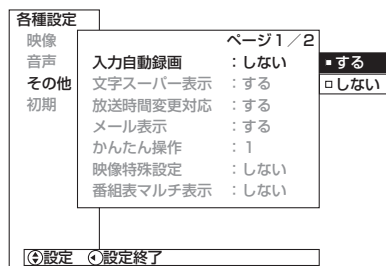 各種設定
映像
音声
その他
初期
ページ1／2
入力自動録画：しない
文字スーパー表示：する
放送時間変更対応：する
メール表示：する
かんたん操作：1
映像特殊設定：しない
番組表マルチ表示：しない
する
しない
設定 設定終了